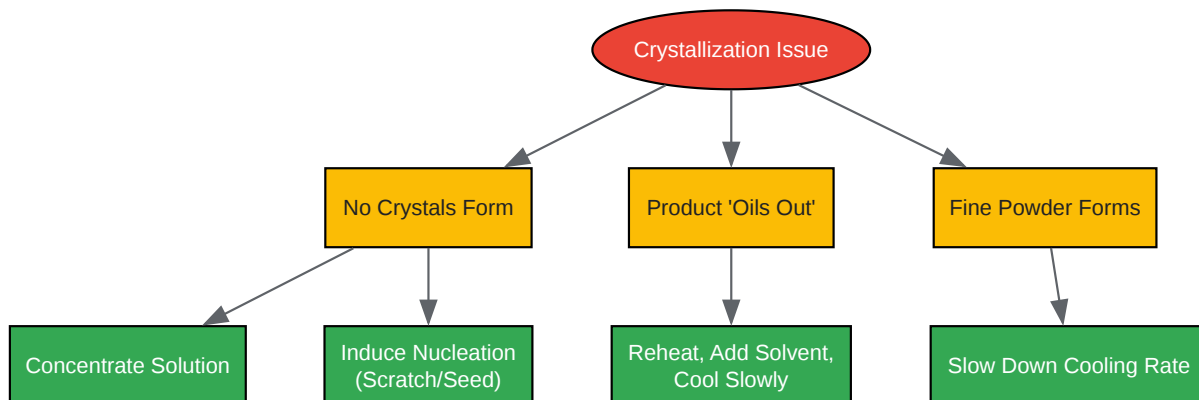 Crystallization Issue
No Crystals Form
Product 'Oils Out'
Fine Powder Forms
Concentrate Solution
Induce Nucleation
(Scratch/Seed)
Reheat, Add Solvent,
Cool Slowly
Slow Down Cooling Rate